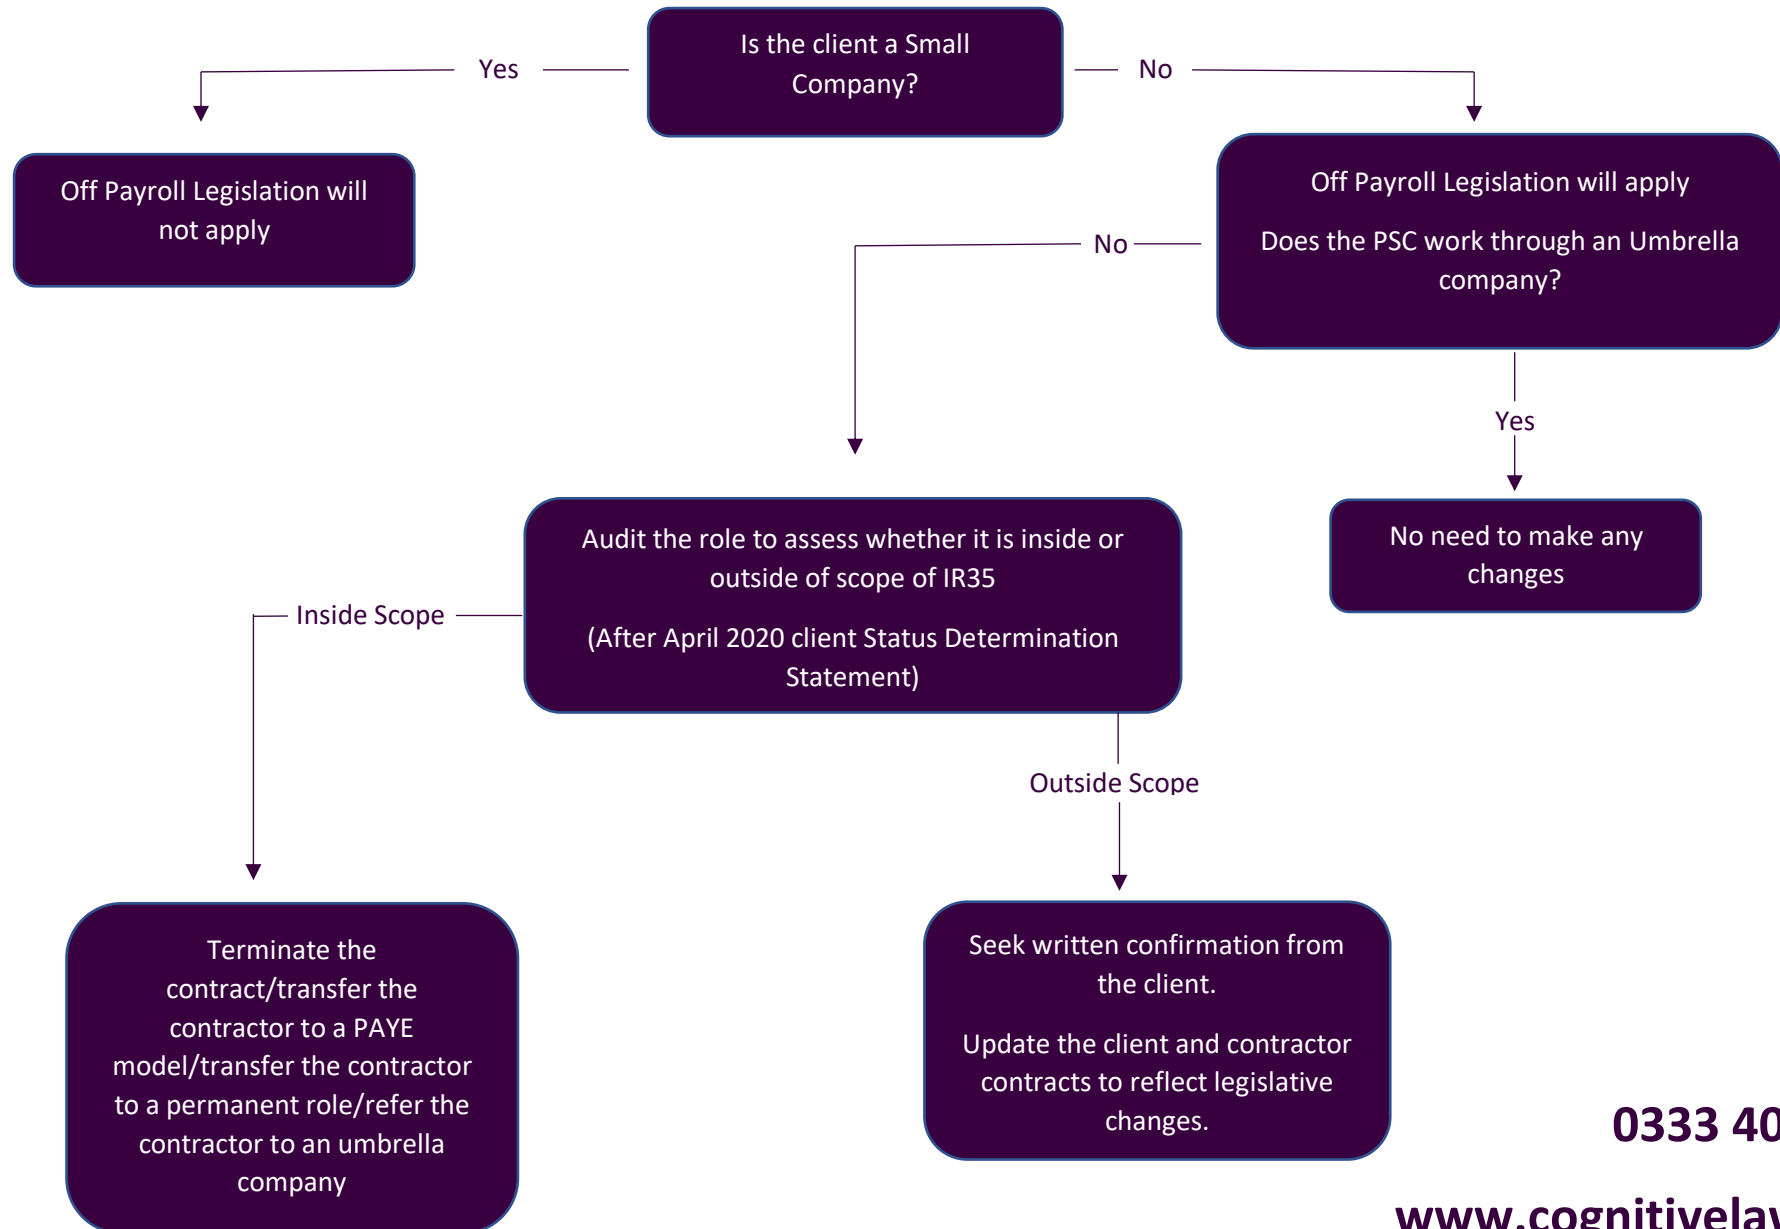 Is the client a Small
Company?
Yes
No
Off Payroll Legislation will
not apply
Off Payroll Legislation will apply
Does the PSC work through an Umbrella
company?
No
Yes
No need to make any
changes
Audit the role to assess whether it is inside or
outside of scope of IR35
(After April 2020 client Status Determination
Statement)
Inside Scope
Outside Scope
Terminate the
contract/transfer the
contractor to a PAYE
model/transfer the contractor
to a permanent role/refer the
contractor to an umbrella
company
Seek written confirmation from
the client.
Update the client and contractor
contracts to reflect legislative
changes.
0333 40
www.cognitivelaw